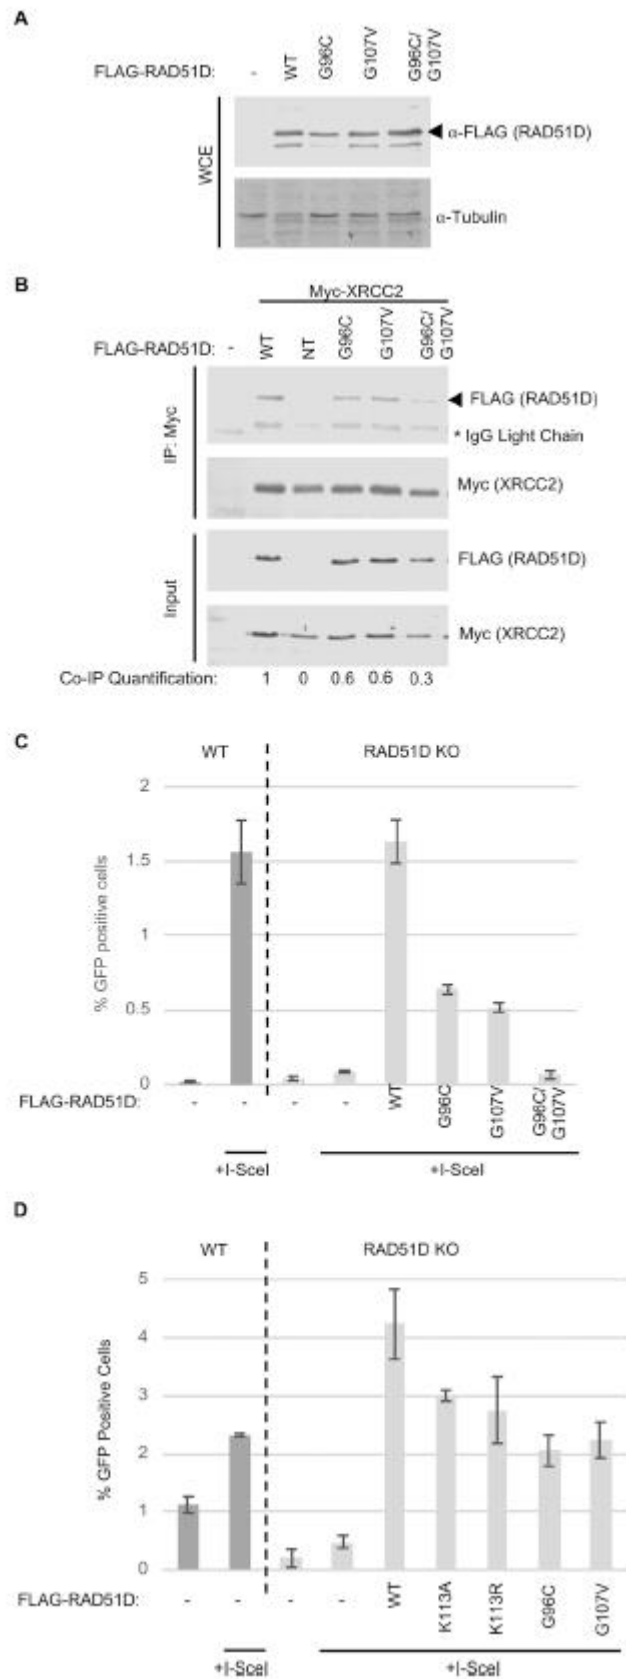 A
FLAG-RAD51D: - WT G96C G107V G96C/ G107V
WCE
α-FLAG (RAD51D)
α-Tubulin
B
Myc-XRCC2
FLAG-RAD51D: - WT NT G96C G107V G96C/ G107V
IP: Myc
FLAG (RAD51D)
* IgG Light Chain
Myc (XRCC2)
Input
FLAG (RAD51D)
Myc (XRCC2)
Co-IP Quantification: 1 0 0.6 0.6 0.3
C
WT RAD51D KO
% GFP positive cells
2
1.5
1
0.5
0
FLAG-RAD51D: - - - - WT G96C G107V G96C/ G107V
+I-SceI +I-SceI
D
WT RAD51D KO
% GFP Positive Cells
5
4
3
2
1
0
FLAG-RAD51D: - - - - WT K113A K113R G96C G107V
+I-SceI +I-SceI